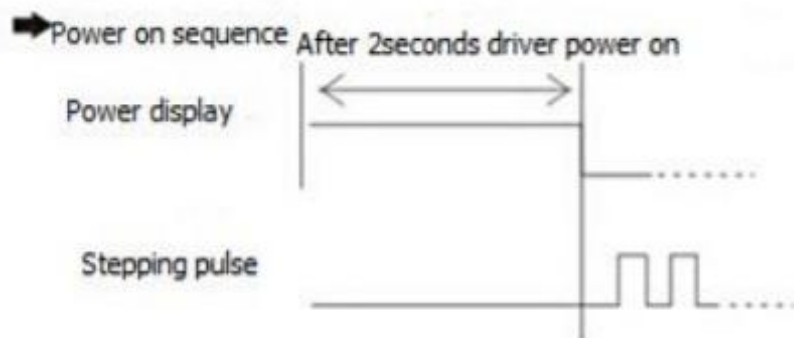 Power on sequence
After 2seconds driver power on
Power display
Stepping pulse